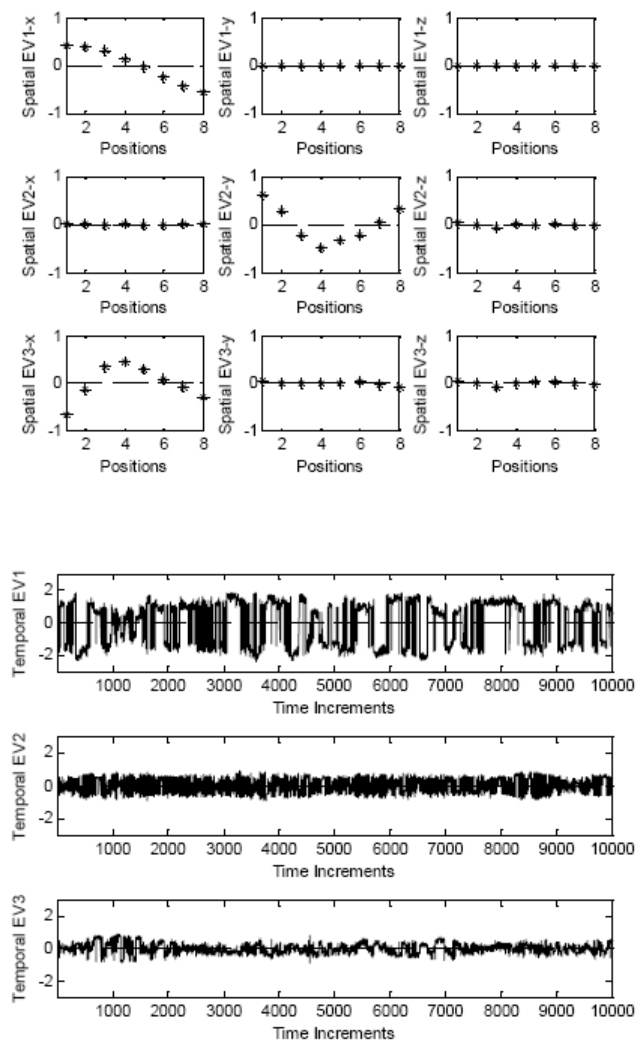 Spatial EV1-x
1
0
-1
2 4 6 8
Positions
Spatial EV1-y
1
0
-1
2 4 6 8
Positions
Spatial EV1-z
1
0
-1
2 4 6 8
Positions
Spatial EV2-x
1
0
-1
2 4 6 8
Positions
Spatial EV2-y
1
0
-1
2 4 6 8
Positions
Spatial EV2-z
1
0
-1
2 4 6 8
Positions
Spatial EV3-x
1
0
-1
2 4 6 8
Positions
Spatial EV3-y
1
0
-1
2 4 6 8
Positions
Spatial EV3-z
1
0
-1
2 4 6 8
Positions
Temporal EV1
2
0
-2
1000 2000 3000 4000 5000 6000 7000 8000 9000 10000
Time Increments
Temporal EV2
2
0
-2
1000 2000 3000 4000 5000 6000 7000 8000 9000 10000
Time Increments
Temporal EV3
2
0
-2
1000 2000 3000 4000 5000 6000 7000 8000 9000 10000
Time Increments